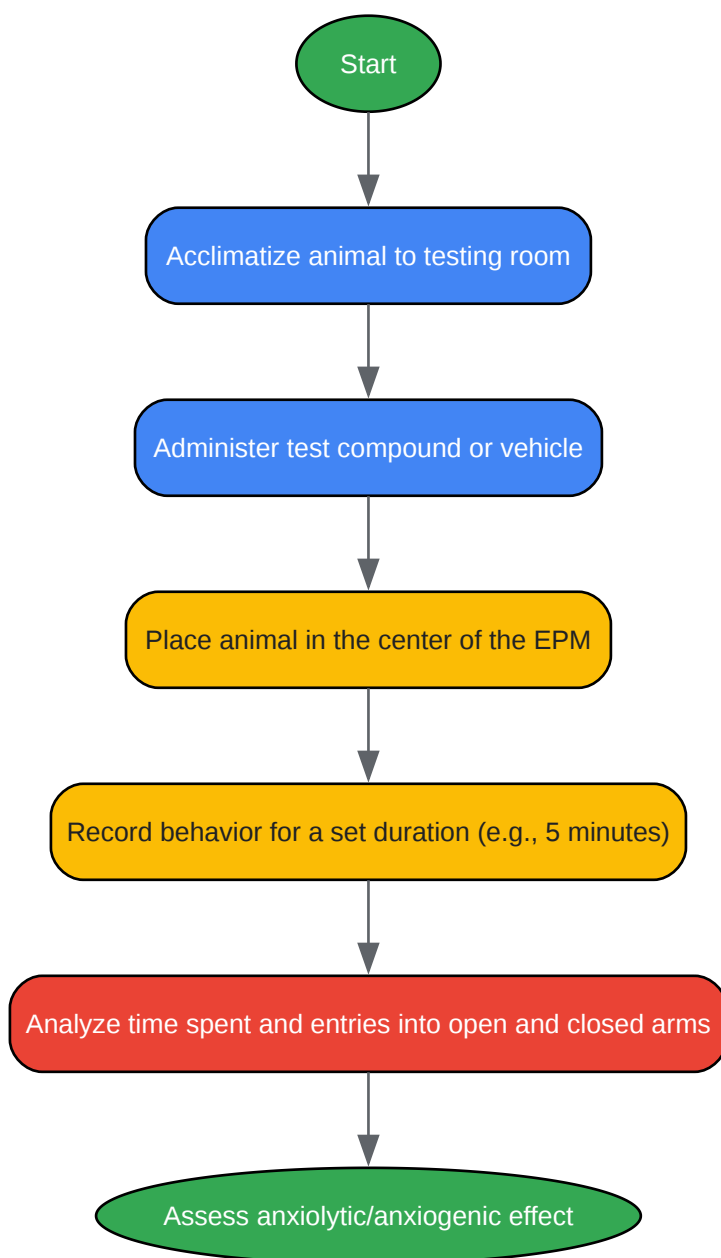 Start
Acclimatize animal to testing room
Administer test compound or vehicle
Place animal in the center of the EPM
Record behavior for a set duration (e.g., 5 minutes)
Analyze time spent and entries into open and closed arms
Assess anxiolytic/anxiogenic effect